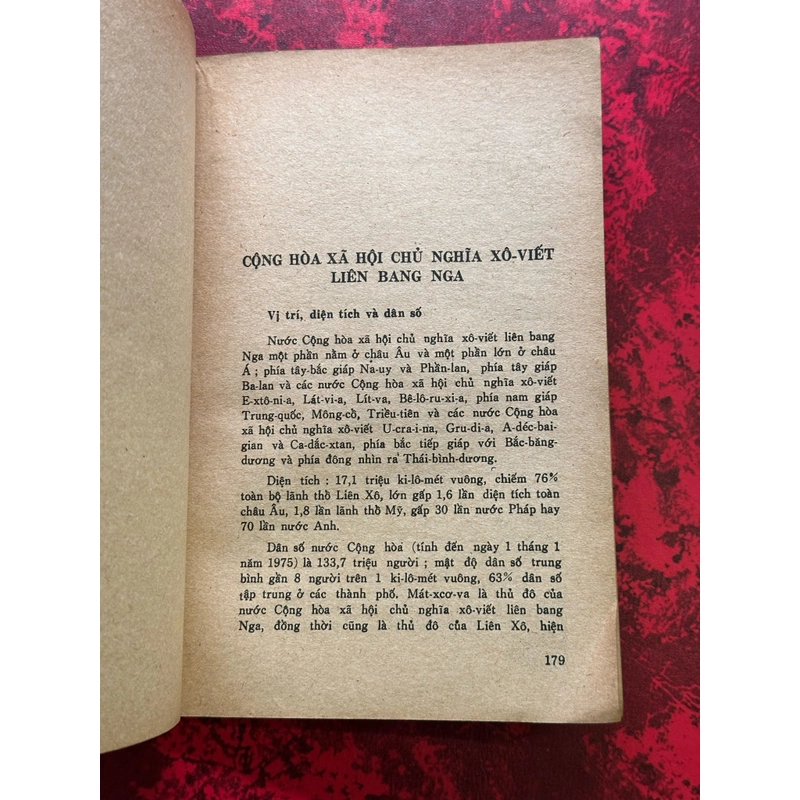 CỘNG HÒA XÃ HỘI CHỦ NGHĨA XÔ-VIẾT
LIÊN BANG NGA
Vị trí, diện tích và dân số
Nước Cộng hòa xã hội chủ nghĩa xô-viết liên bang
Nga một phần nằm ở châu Âu và một phần lớn ở châu
Á ; phía tây-bắc giáp Na-uy và Phần-lan, phía tây giáp
Ba-lan và các nước Cộng hòa xã hội chủ nghĩa xô-viết
E-xtô-ni-a, Lát-vi-a, Lít-va, Bê-lô-ru-xi-a, phía nam giáp
Trung-quốc, Mông-cổ, Triều-tiên và các nước Cộng hòa
xã hội chủ nghĩa xô-viết U-cra-i-na, Gru-di-a, A-déc-bai-
gian và Ca-dắc-xtan, phía bắc tiếp giáp với Bắc-băng-
dương và phía đông nhìn ra Thái-bình-dương.
Diện tích : 17,1 triệu ki-lô-mét vuông, chiếm 76%
toàn bộ lãnh thổ Liên Xô, lớn gấp 1,6 lần diện tích toàn
châu Âu, 1,8 lần lãnh thổ Mỹ, gấp 30 lần nước Pháp hay
70 lần nước Anh.
Dân số nước Cộng hòa (tính đến ngày 1 tháng 1
năm 1975) là 133,7 triệu người ; mật độ dân số trung
bình gần 8 người trên 1 ki-lô-mét vuông, 63% dân số
tập trung ở các thành phố. Mát-xcơ-va là thủ đô của
nước Cộng hòa xã hội chủ nghĩa xô-viết liên bang
Nga, đồng thời cũng là thủ đô của Liên Xô, hiện
179